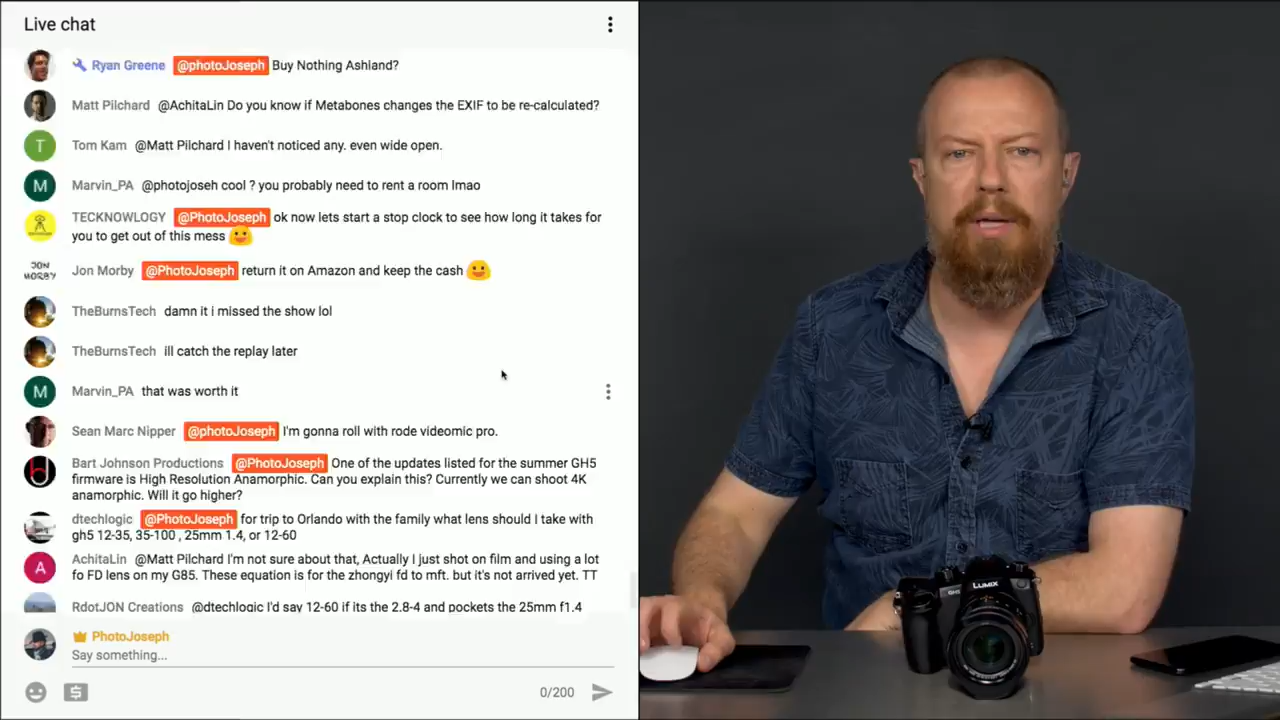 Live chat
Ryan Greene @photoJoseph Buy Nothing Ashland?
Matt Pilchard @AchitaLin Do you know if Metabones changes the EXIF to be re-calculated?
T
Tom Kam @Matt Pilchard I haven't noticed any. even wide open.
M
Marvin_PA @photojoseh cool ? you probably need to rent a room lmao
TECKNOWLOGY @PhotoJoseph ok now lets start a stop clock to see how long it takes for
you to get out of this mess
JON
MORBY
Jon Morby @PhotoJoseph return it on Amazon and keep the cash
TheBurnsTech damn it i missed the show lol
TheBurnsTech ill catch the replay later
M
Marvin_PA that was worth it
Sean Marc Nipper @photoJoseph I'm gonna roll with rode videomic pro.
Bart Johnson Productions @PhotoJoseph One of the updates listed for the summer GH5
firmware is High Resolution Anamorphic. Can you explain this? Currently we can shoot 4K
anamorphic. Will it go higher?
dtechlogic @PhotoJoseph for trip to Orlando with the family what lens should I take with
gh5 12-35, 35-100 , 25mm 1.4, or 12-60
A
AchitaLin @Matt Pilchard I'm not sure about that, Actually I just shot on film and using a lot
fo FD lens on my G85. These equation is for the zhongyi fd to mft. but it's not arrived yet. TT
RdotJON Creations @dtechlogic I'd say 12-60 if its the 2.8-4 and pockets the 25mm f1.4
PhotoJoseph
Say something...
0/200
GH5 LUMIX